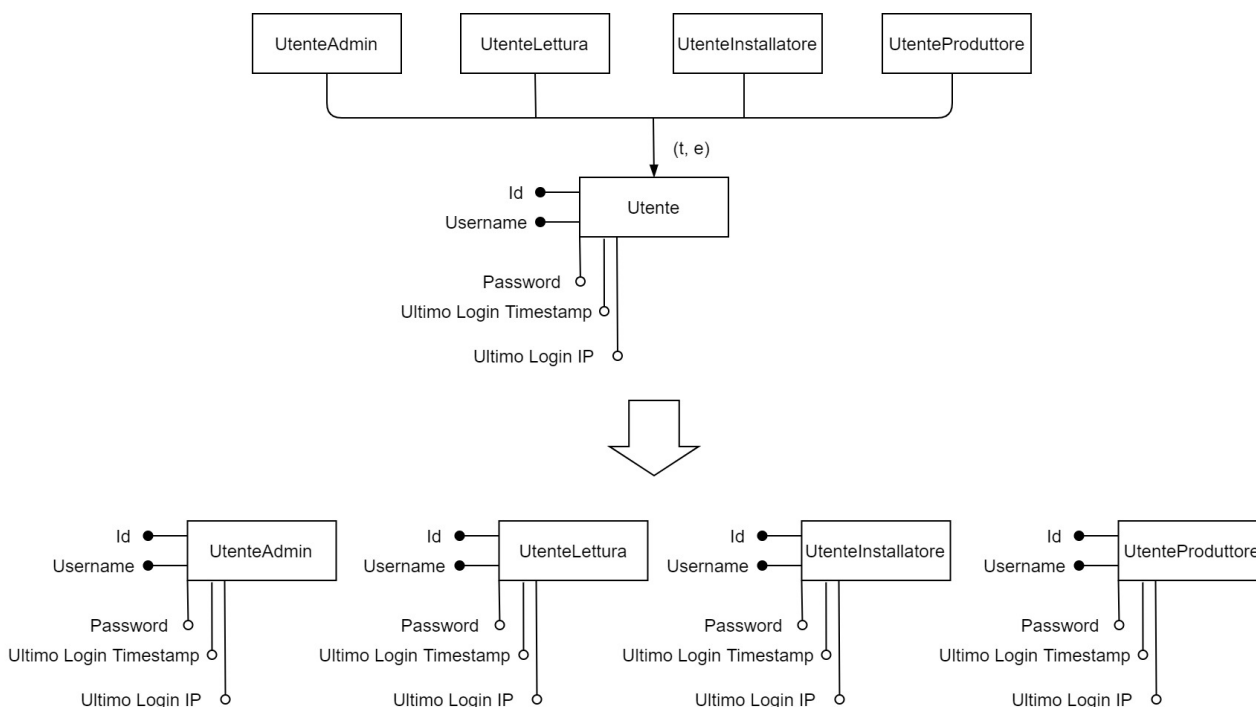 UtenteAdmin
UtenteLettura
UtenteInstallatore
UtenteProduttore
(t, e)
Id
Utente
Username
Password
Ultimo Login Timestamp
Ultimo Login IP
Id
UtenteAdmin
Username
Password
Ultimo Login Timestamp
Ultimo Login IP
Id
UtenteLettura
Username
Password
Ultimo Login Timestamp
Ultimo Login IP
Id
UtenteInstallatore
Username
Password
Ultimo Login Timestamp
Ultimo Login IP
Id
UtenteProduttore
Username
Password
Ultimo Login Timestamp
Ultimo Login IP